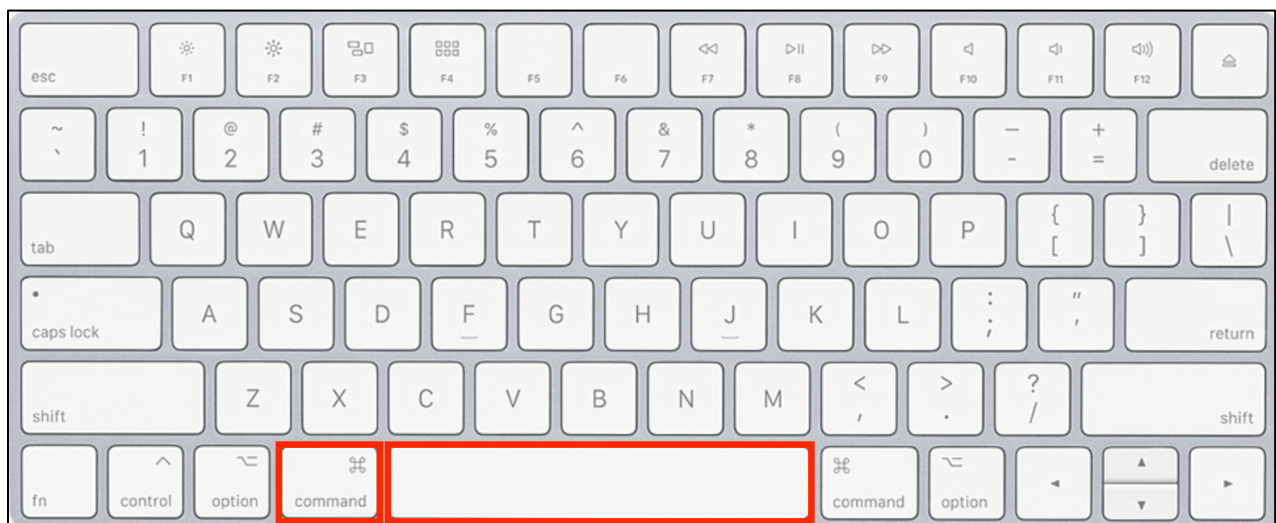 esc F1 F2 F3 F4 F5 F6 F7 F8 F9 F10 F11 F12
~ ! @ # $ % ^ & * ( ) — +
` 1 2 3 4 5 6 7 8 9 0 - = delete
tab Q W E R T Y U I O P { } |
[ ] \
caps lock A S D F G H J K L : "
; ' return
shift Z X C V B N M < > ?
, . / shift
fn control option ⌘ command ⌘ command option